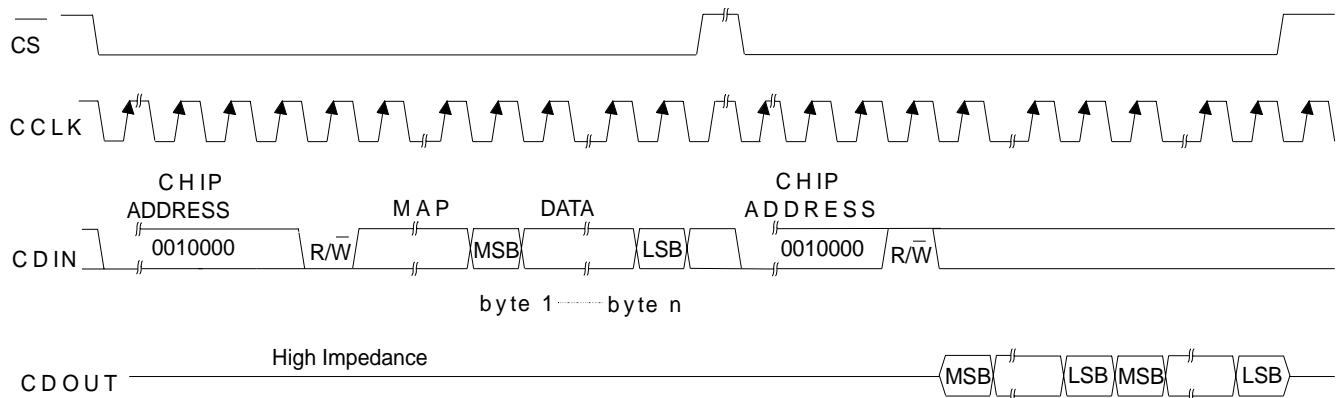 CS
CCLK
CHIP
ADDRESS
MAP
DATA
CHIP
ADDRESS
CDIN
0010000
R/W
MSB
LSB
0010000
R/W
byte 1
byte n
High Impedance
CDOUT
MSB
LSB
MSB
LSB